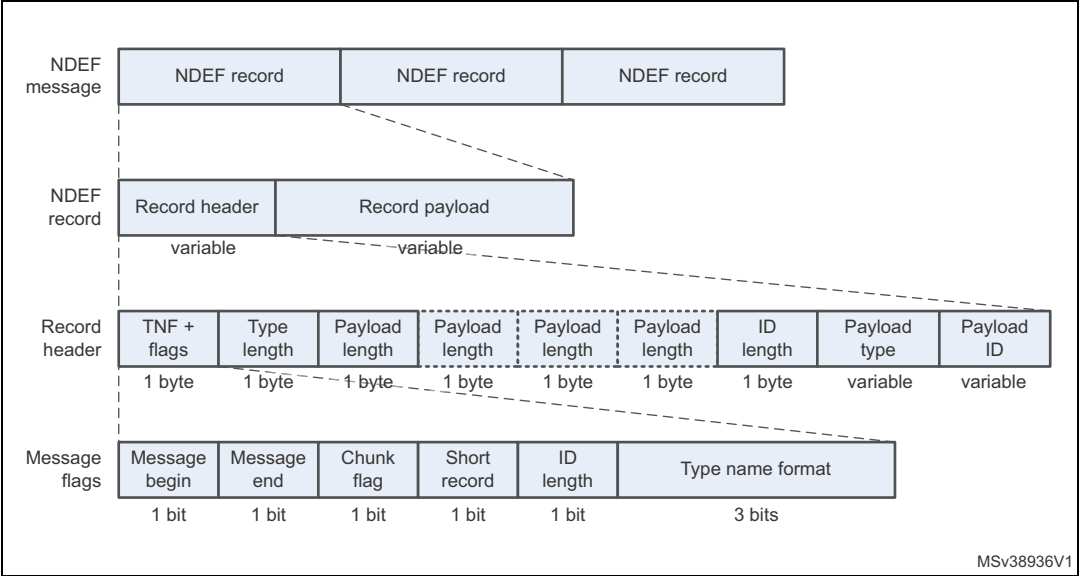 NDEF
message
NDEF record NDEF record NDEF record
NDEF
record
Record header Record payload
variable variable
Record
header
TNF + Type Payload Payload Payload Payload ID Payload Payload
flags length length length length length length type ID
1 byte 1 byte 1 byte 1 byte 1 byte 1 byte 1 byte variable variable
Message
flags
Message Message Chunk Short ID Type name format
begin end flag record length
1 bit 1 bit 1 bit 1 bit 1 bit 3 bits
MSv38936V1